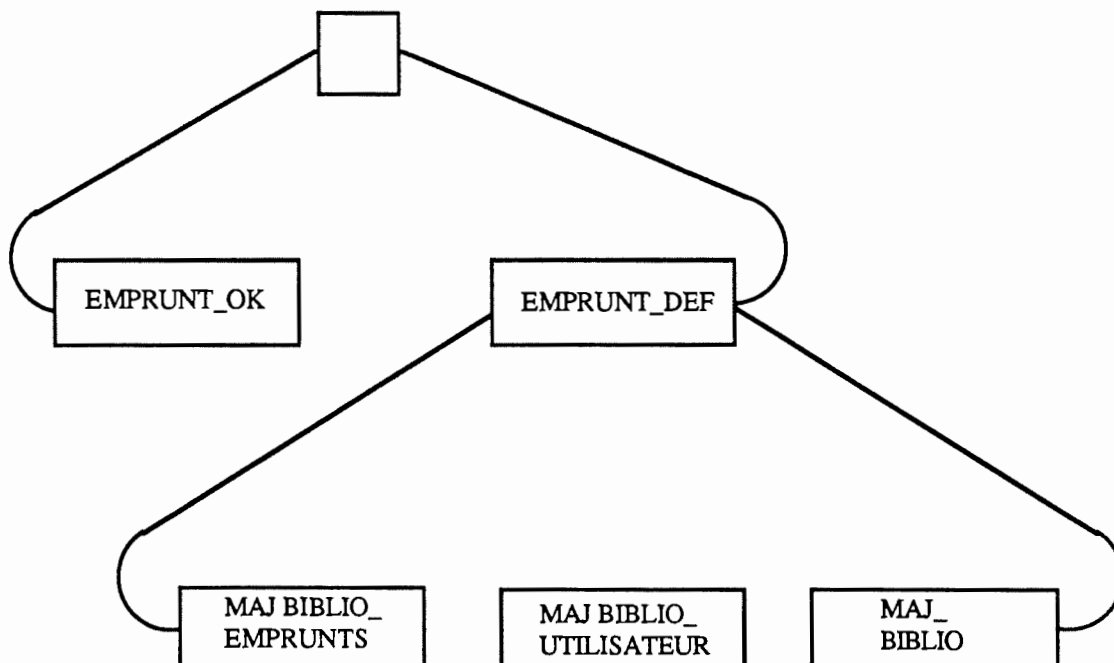 EMPRUNT_OK
EMPRUNT_DEF
MAJ BIBLIO_
EMPRUNTS
MAJ BIBLIO_
UTILISATEUR
MAJ_
BIBLIO